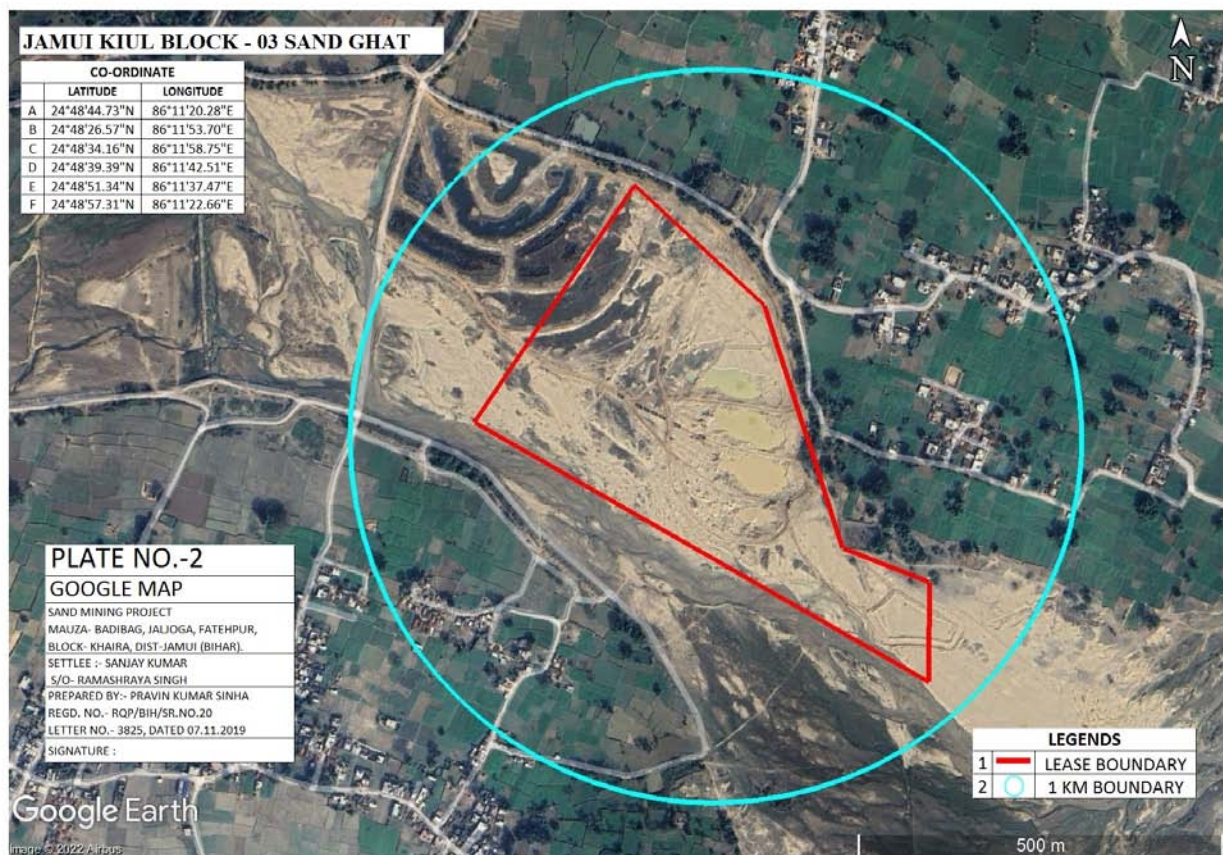 JAMUI KIUL BLOCK - 03 SAND GHAT
CO-ORDINATE
LATITUDE LONGITUDE
A 24°48'44.73"N 86°11'20.28"E
B 24°48'26.57"N 86°11'53.70"E
C 24°48'34.16"N 86°11'58.75"E
D 24°48'39.39"N 86°11'42.51"E
E 24°48'51.34"N 86°11'37.47"E
F 24°48'57.31"N 86°11'22.66"E
N
PLATE NO.-2
GOOGLE MAP
SAND MINING PROJECT
MAUZA- BADIBAG, JALJOGA, FATEHPUR,
BLOCK- KHAIRA, DIST-JAMUI (BIHAR).
SETTLEE :- SANJAY KUMAR
S/O- RAMASHRAYA SINGH
PREPARED BY:- PRAVIN KUMAR SINHA
REGD. NO.- RQP/BIH/SR.NO.20
LETTER NO.- 3825, DATED 07.11.2019
SIGNATURE :
LEGENDS
1 LEASE BOUNDARY
2 1 KM BOUNDARY
Google Earth
Image © 2022 Airbus
500 m